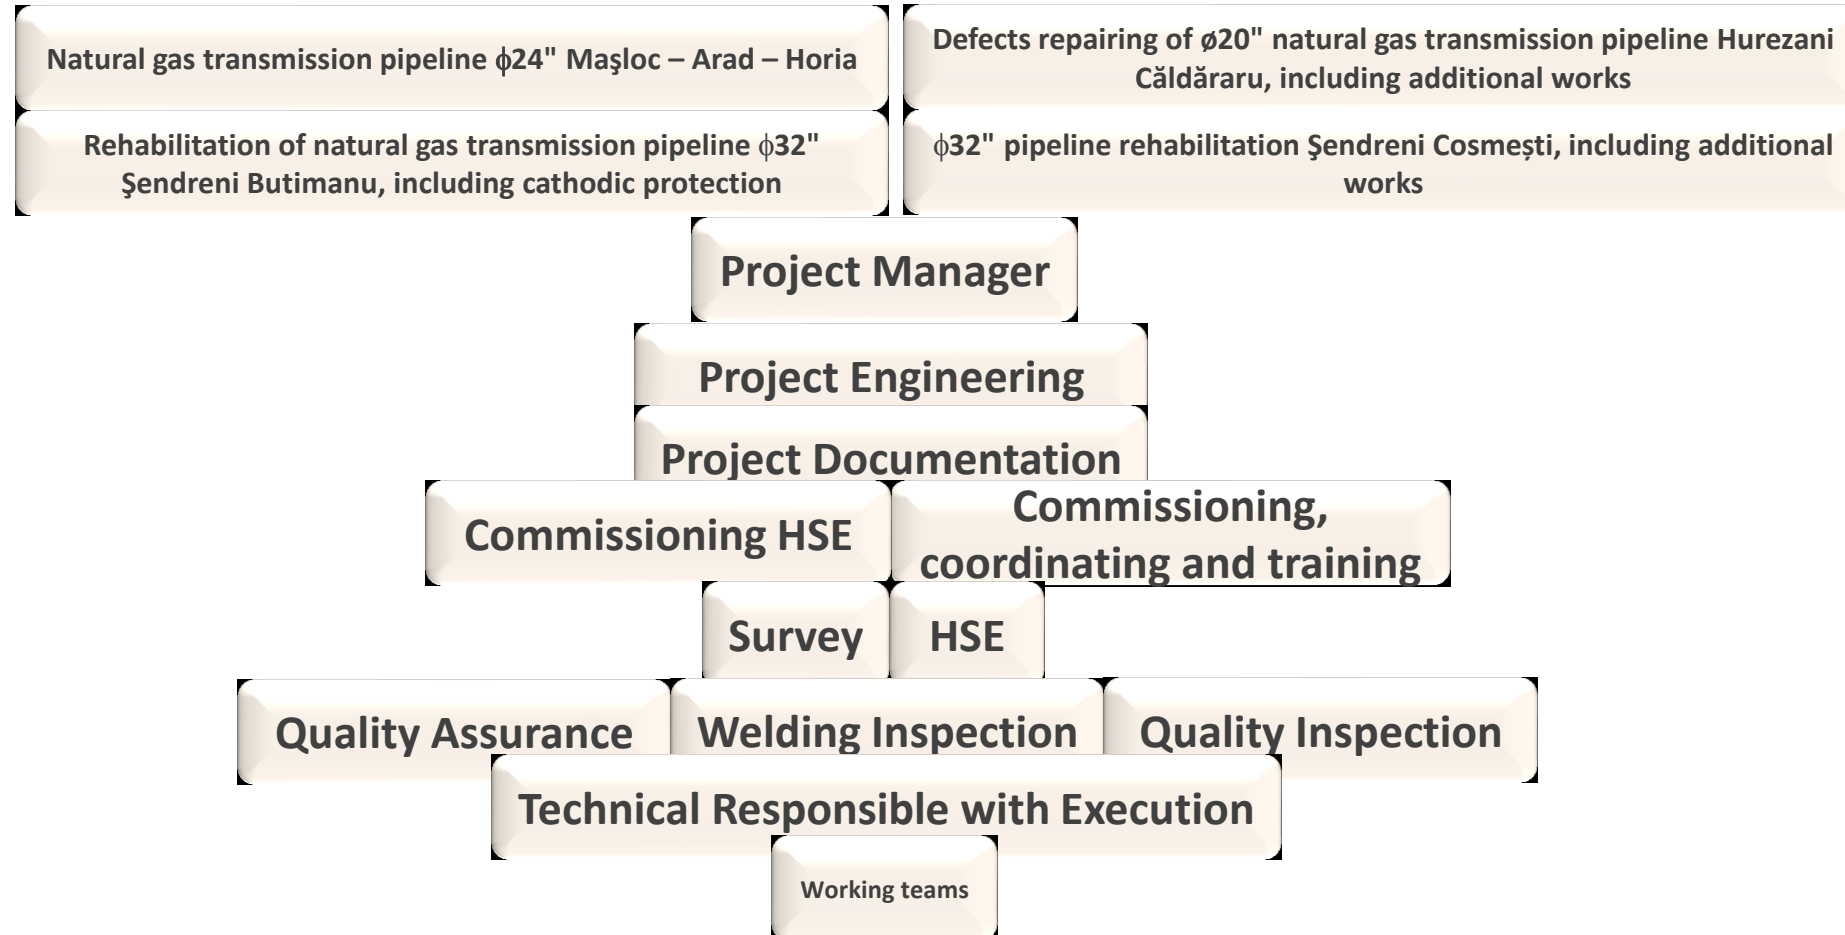 Natural gas transmission pipeline ϕ24" Maşloc – Arad – Horia
Defects repairing of ø20" natural gas transmission pipeline Hurezani
Căldăraru, including additional works
Rehabilitation of natural gas transmission pipeline ϕ32"
Şendreni Butimanu, including cathodic protection
ϕ32" pipeline rehabilitation Şendreni Cosmești, including additional
works
Project Manager
Project Engineering
Project Documentation
Commissioning HSE
Commissioning,
coordinating and training
Survey
HSE
Quality Assurance
Welding Inspection
Quality Inspection
Technical Responsible with Execution
Working teams